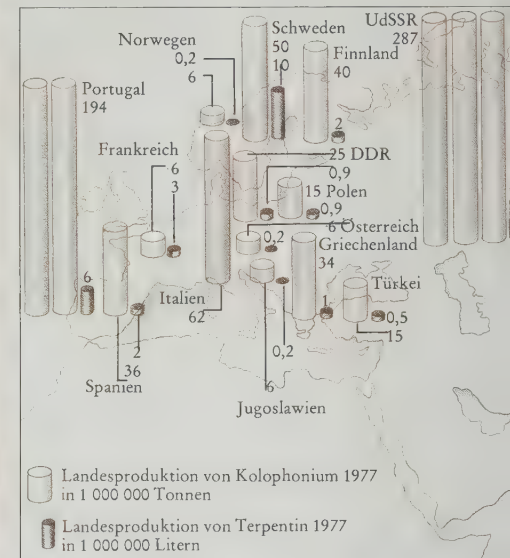 Norwegen
0,2
6
Schweden
50
10
UdSSR
287
Finnland
40
Portugal
194
2
Frankreich
6
3
25 DDR
0,9
15 Polen
0,9
6 Österreich
0,2
Griechenland
34
6
Italien
62
Türkei
1
0,5
15
2
36
Spanien
0,2
6
Jugoslawien
Landesproduktion von Kolophonium 1977
in 1 000 000 Tonnen
Landesproduktion von Terpentin 1977
in 1 000 000 Litern